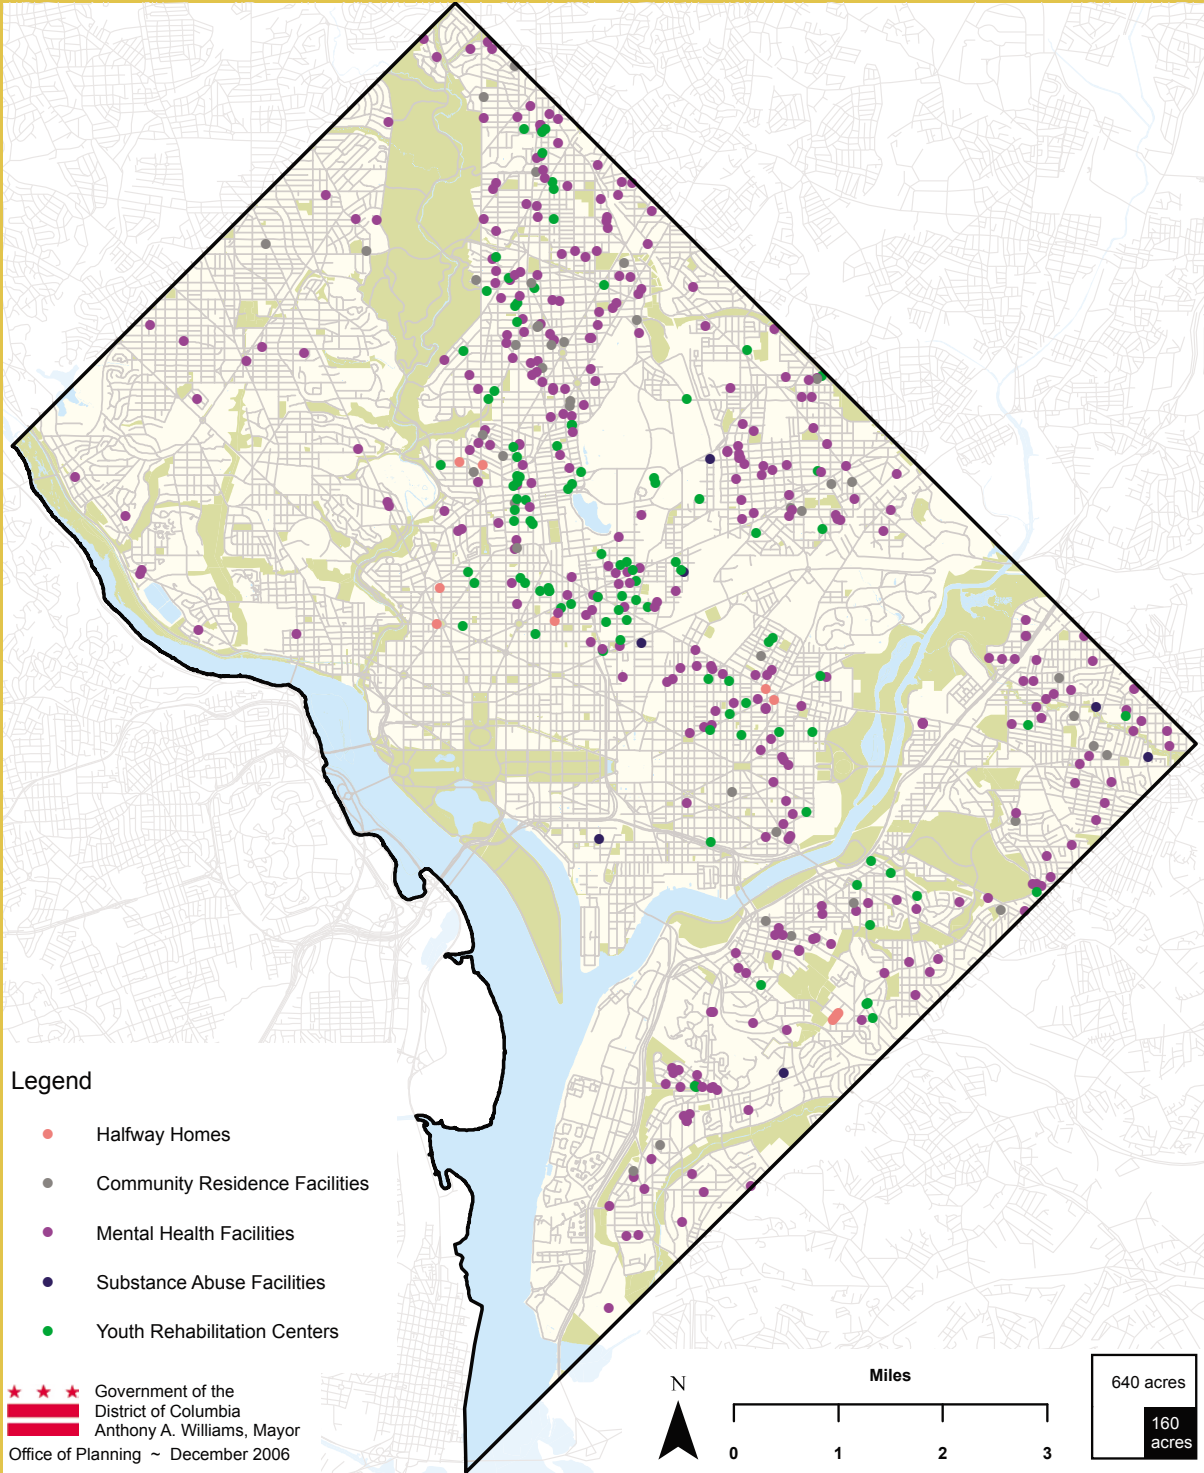 Legend
Halfway Homes
Community Residence Facilities
Mental Health Facilities
Substance Abuse Facilities
Youth Rehabilitation Centers
Government of the
District of Columbia
Anthony A. Williams, Mayor
Office of Planning ~ December 2006
N
Miles
0 1 2 3
640 acres
160
acres